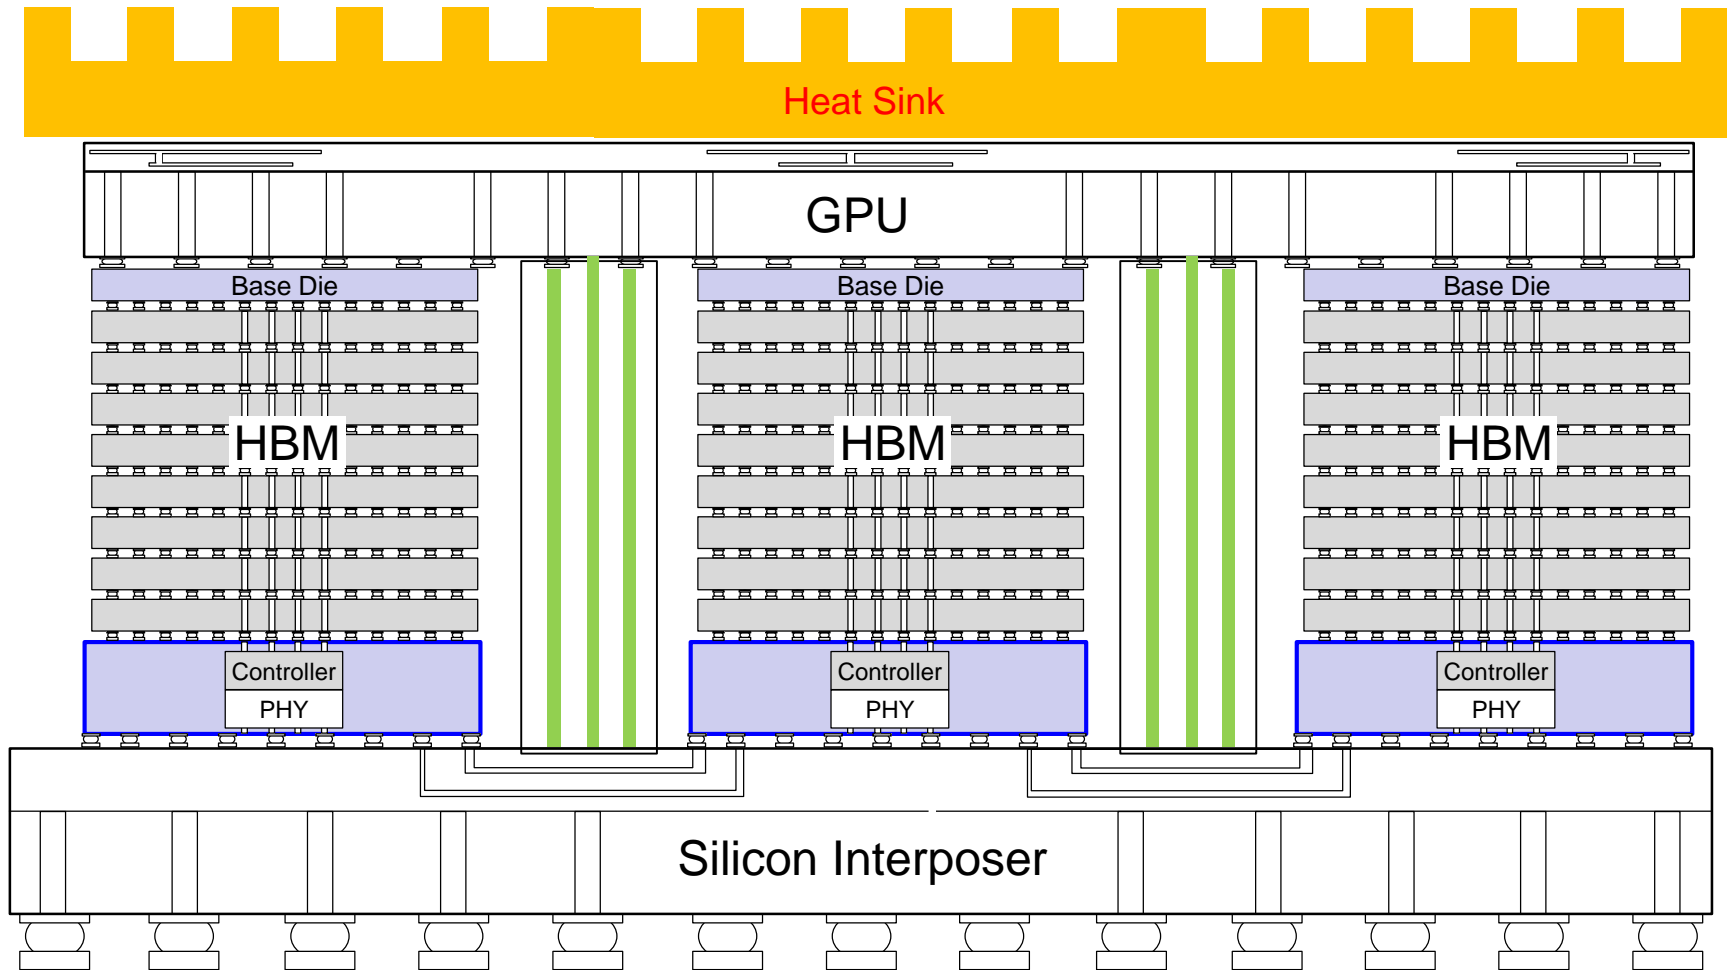 Heat Sink
GPU
Base Die
Base Die
Base Die
HBM
HBM
HBM
Controller
PHY
Controller
PHY
Controller
PHY
Silicon Interposer